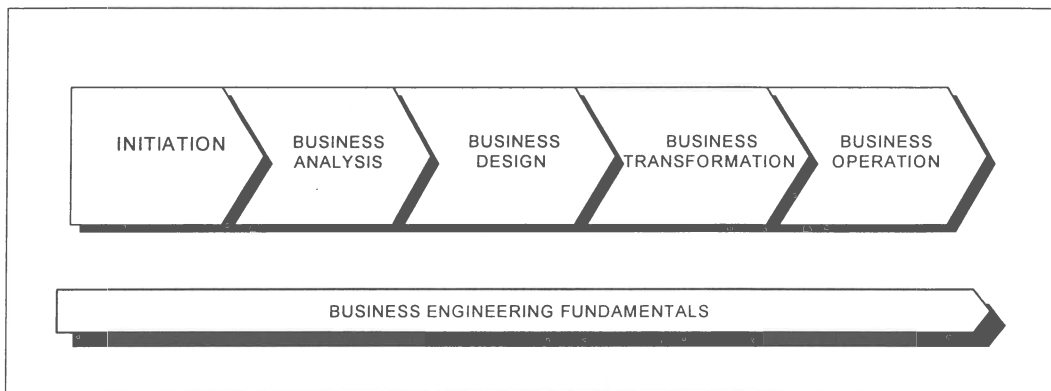 INITIATION
BUSINESS
ANALYSIS
BUSINESS
DESIGN
BUSINESS
TRANSFORMATION
BUSINESS
OPERATION
BUSINESS ENGINEERING FUNDAMENTALS